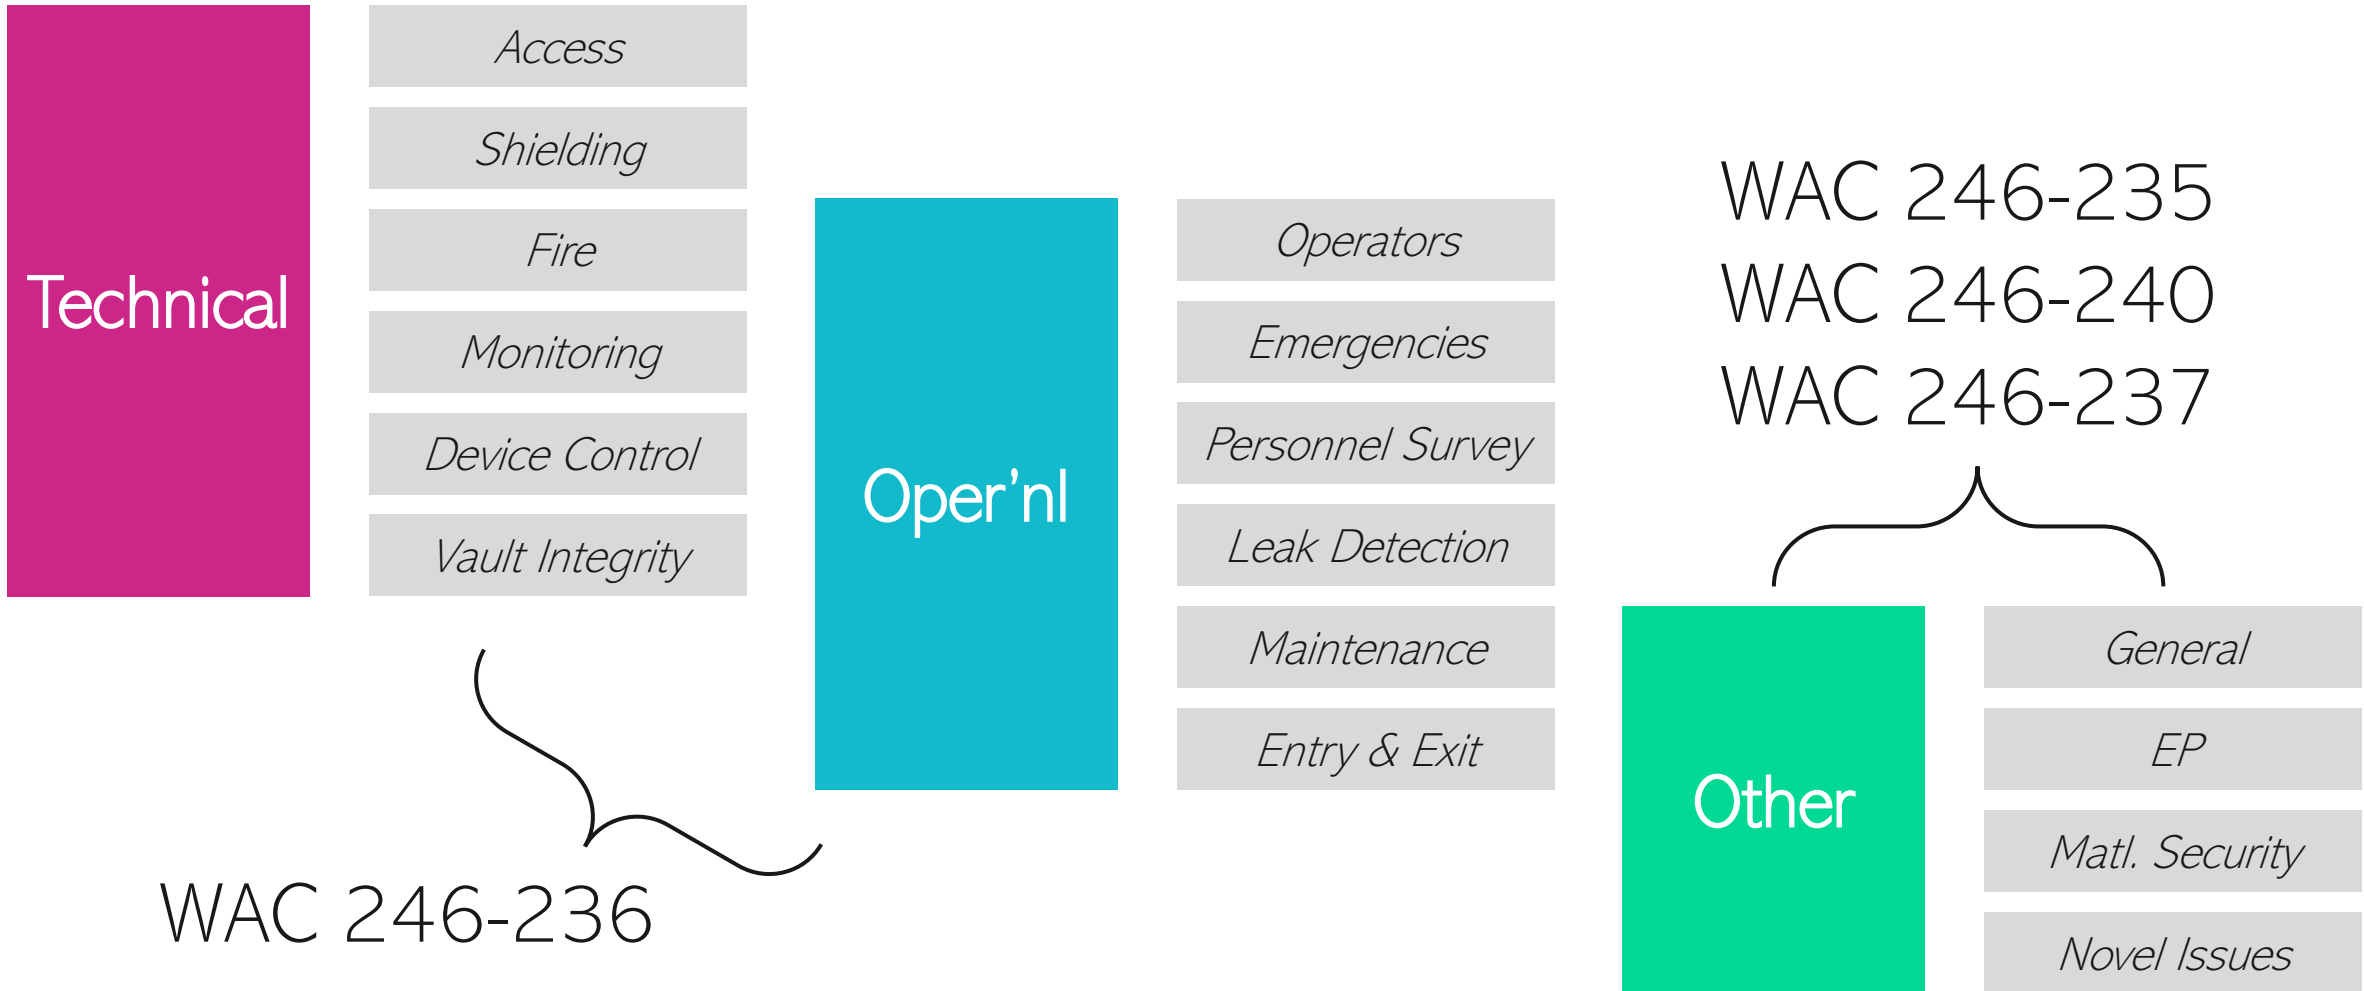 Technical
Access
Shielding
Fire
Monitoring
Device Control
Vault Integrity
WAC 246-236
Oper’nl
Operators
Emergencies
Personnel Survey
Leak Detection
Maintenance
Entry & Exit
WAC 246-235
WAC 246-240
WAC 246-237
Other
General
EP
Matl. Security
Novel Issues